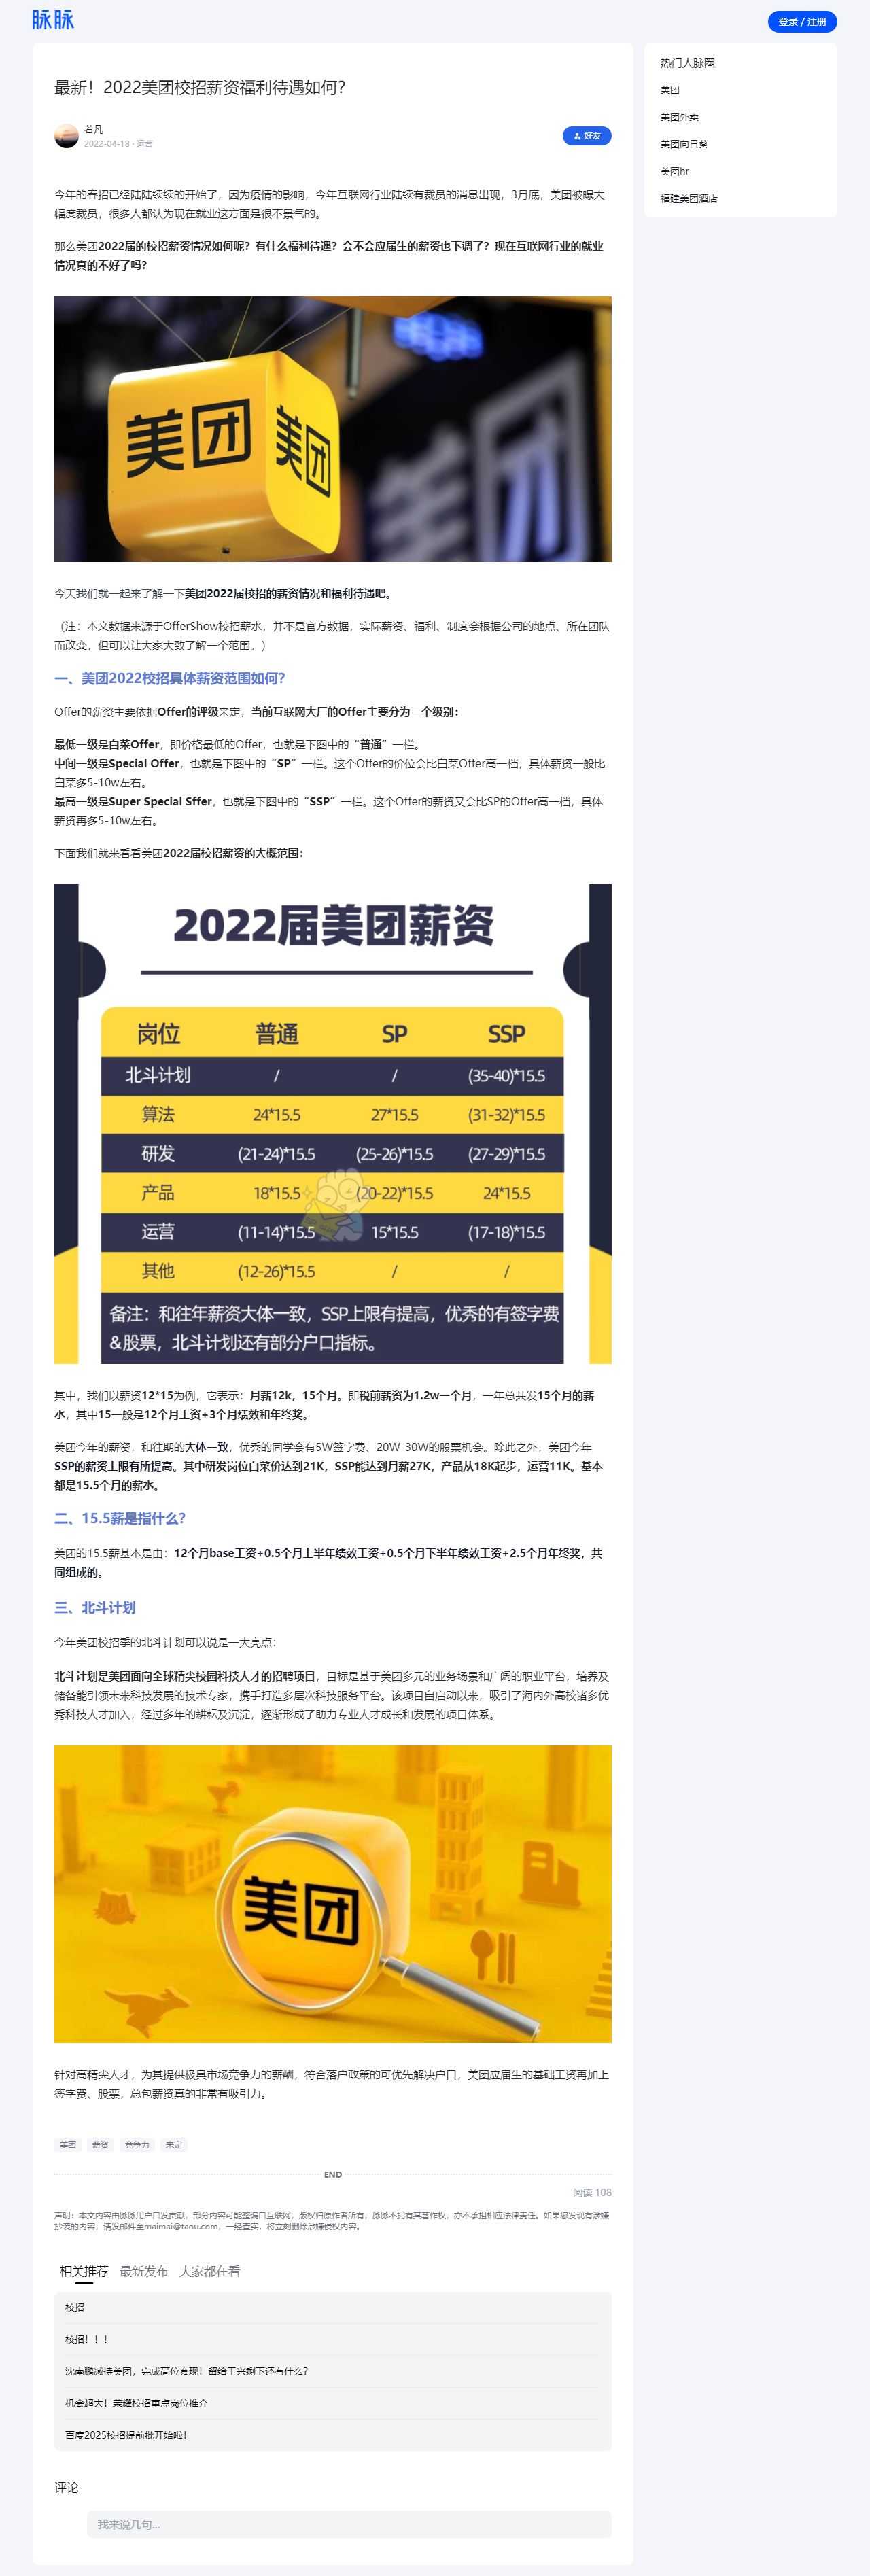 脉脉
登录 / 注册
最新！2022美团校招薪资福利待遇如何？
若凡
2022-04-18 · 运营
好友
今年的春招已经陆陆续续的开始了，因为疫情的影响，今年互联网行业陆续有裁员的消息出现，3月底，美团被曝大
幅度裁员，很多人都认为现在就业这方面是很不景气的。
那么美团2022届的校招薪资情况如何呢？有什么福利待遇？会不会应届生的薪资也下调了？现在互联网行业的就业
情况真的不好了吗？
美团
美团
美团
今天我们就一起来了解一下美团2022届校招的薪资情况和福利待遇吧。
（注：本文数据来源于OfferShow校招薪水，并不是官方数据，实际薪资、福利、制度会根据公司的地点、所在团队
而改变，但可以让大家大致了解一个范围。）
一、美团2022校招具体薪资范围如何？
Offer的薪资主要依据Offer的评级来定，当前互联网大厂的Offer主要分为三个级别：
最低一级是白菜Offer，即价格最低的Offer，也就是下图中的“普通”一栏。
中间一级是Special Offer，也就是下图中的“SP”一栏。这个Offer的价位会比白菜Offer高一档，具体薪资一般比
白菜多5-10w左右。
最高一级是Super Special Sffer，也就是下图中的“SSP”一栏。这个Offer的薪资又会比SP的Offer高一档，具体
薪资再多5-10w左右。
下面我们就来看看美团2022届校招薪资的大概范围：
2022届美团薪资
岗位 普通 SP SSP
北斗计划 / / (35-40)*15.5
算法 24*15.5 27*15.5 (31-32)*15.5
研发 (21-24)*15.5 (25-26)*15.5 (27-29)*15.5
产品 18*15.5 (20-22)*15.5 24*15.5
运营 (11-14)*15.5 15*15.5 (17-18)*15.5
其他 (12-26)*15.5 / /
备注：和往年薪资大体一致，SSP上限有提高，优秀的有签字费
&股票，北斗计划还有部分户口指标。
其中，我们以薪资12*15为例，它表示：月薪12k，15个月。即税前薪资为1.2w一个月，一年总共发15个月的薪
水，其中15一般是12个月工资+3个月绩效和年终奖。
美团今年的薪资，和往期的大体一致，优秀的同学会有5W签字费、20W-30W的股票机会。除此之外，美团今年
SSP的薪资上限有所提高。其中研发岗位白菜价达到21K，SSP能达到月薪27K，产品从18K起步，运营11K。基本
都是15.5个月的薪水。
二、15.5薪是指什么？
美团的15.5薪基本是由：12个月base工资+0.5个月上半年绩效工资+0.5个月下半年绩效工资+2.5个月年终奖，共
同组成的。
三、北斗计划
今年美团校招季的北斗计划可以说是一大亮点：
北斗计划是美团面向全球精尖校园科技人才的招聘项目，目标是基于美团多元的业务场景和广阔的职业平台，培养及
储备能引领未来科技发展的技术专家，携手打造多层次科技服务平台。该项目自启动以来，吸引了海内外高校诸多优
秀科技人才加入，经过多年的耕耘及沉淀，逐渐形成了助力专业人才成长和发展的项目体系。
美团
针对高精尖人才，为其提供极具市场竞争力的薪酬，符合落户政策的可优先解决户口，美团应届生的基础工资再加上
签字费、股票，总包薪资真的非常有吸引力。
美团 薪资 竞争力 来定
END
阅读 108
声明：本文内容由脉脉用户自发贡献，部分内容可能整编自互联网，版权归原作者所有，脉脉不拥有其著作权，亦不承担相应法律责任。如果您发现有涉嫌
抄袭的内容，请发邮件至maimai@taou.com，一经查实，将立刻删除涉嫌侵权内容。
相关推荐 最新发布 大家都在看
校招
校招！！！
沈南鹏减持美团，完成高位套现！留给王兴剩下还有什么？
机会超大！荣耀校招重点岗位推介
百度2025校招提前批开始啦！
评论
我来说几句...
热门人脉圈
美团
美团外卖
美团向日葵
美团hr
福建美团酒店